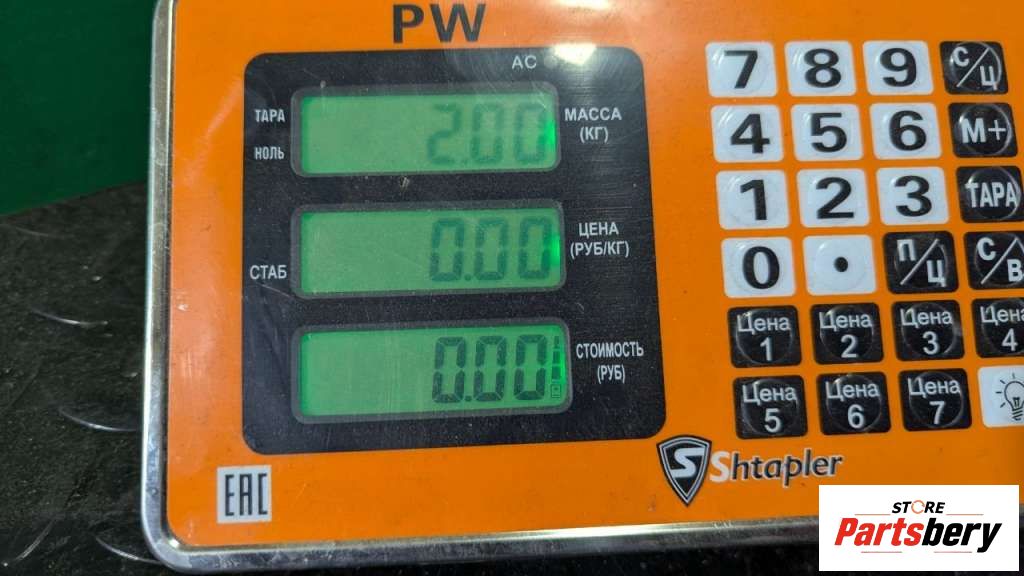 PW
AC
ТАРА
НОЛЬ
2.00
МАССА
(КГ)
СТАБ
0.00
ЦЕНА
(РУБ/КГ)
0.00
СТОИМОСТЬ
(РУБ)
7 8 9 С/Ц
4 5 6 М+
1 2 3 ТАРА
0 . П/Ц С/В
Цена 1 Цена 2 Цена 3 Цена 4
Цена 5 Цена 6 Цена 7
S Shtapler
EAC
STORE
Partsbery